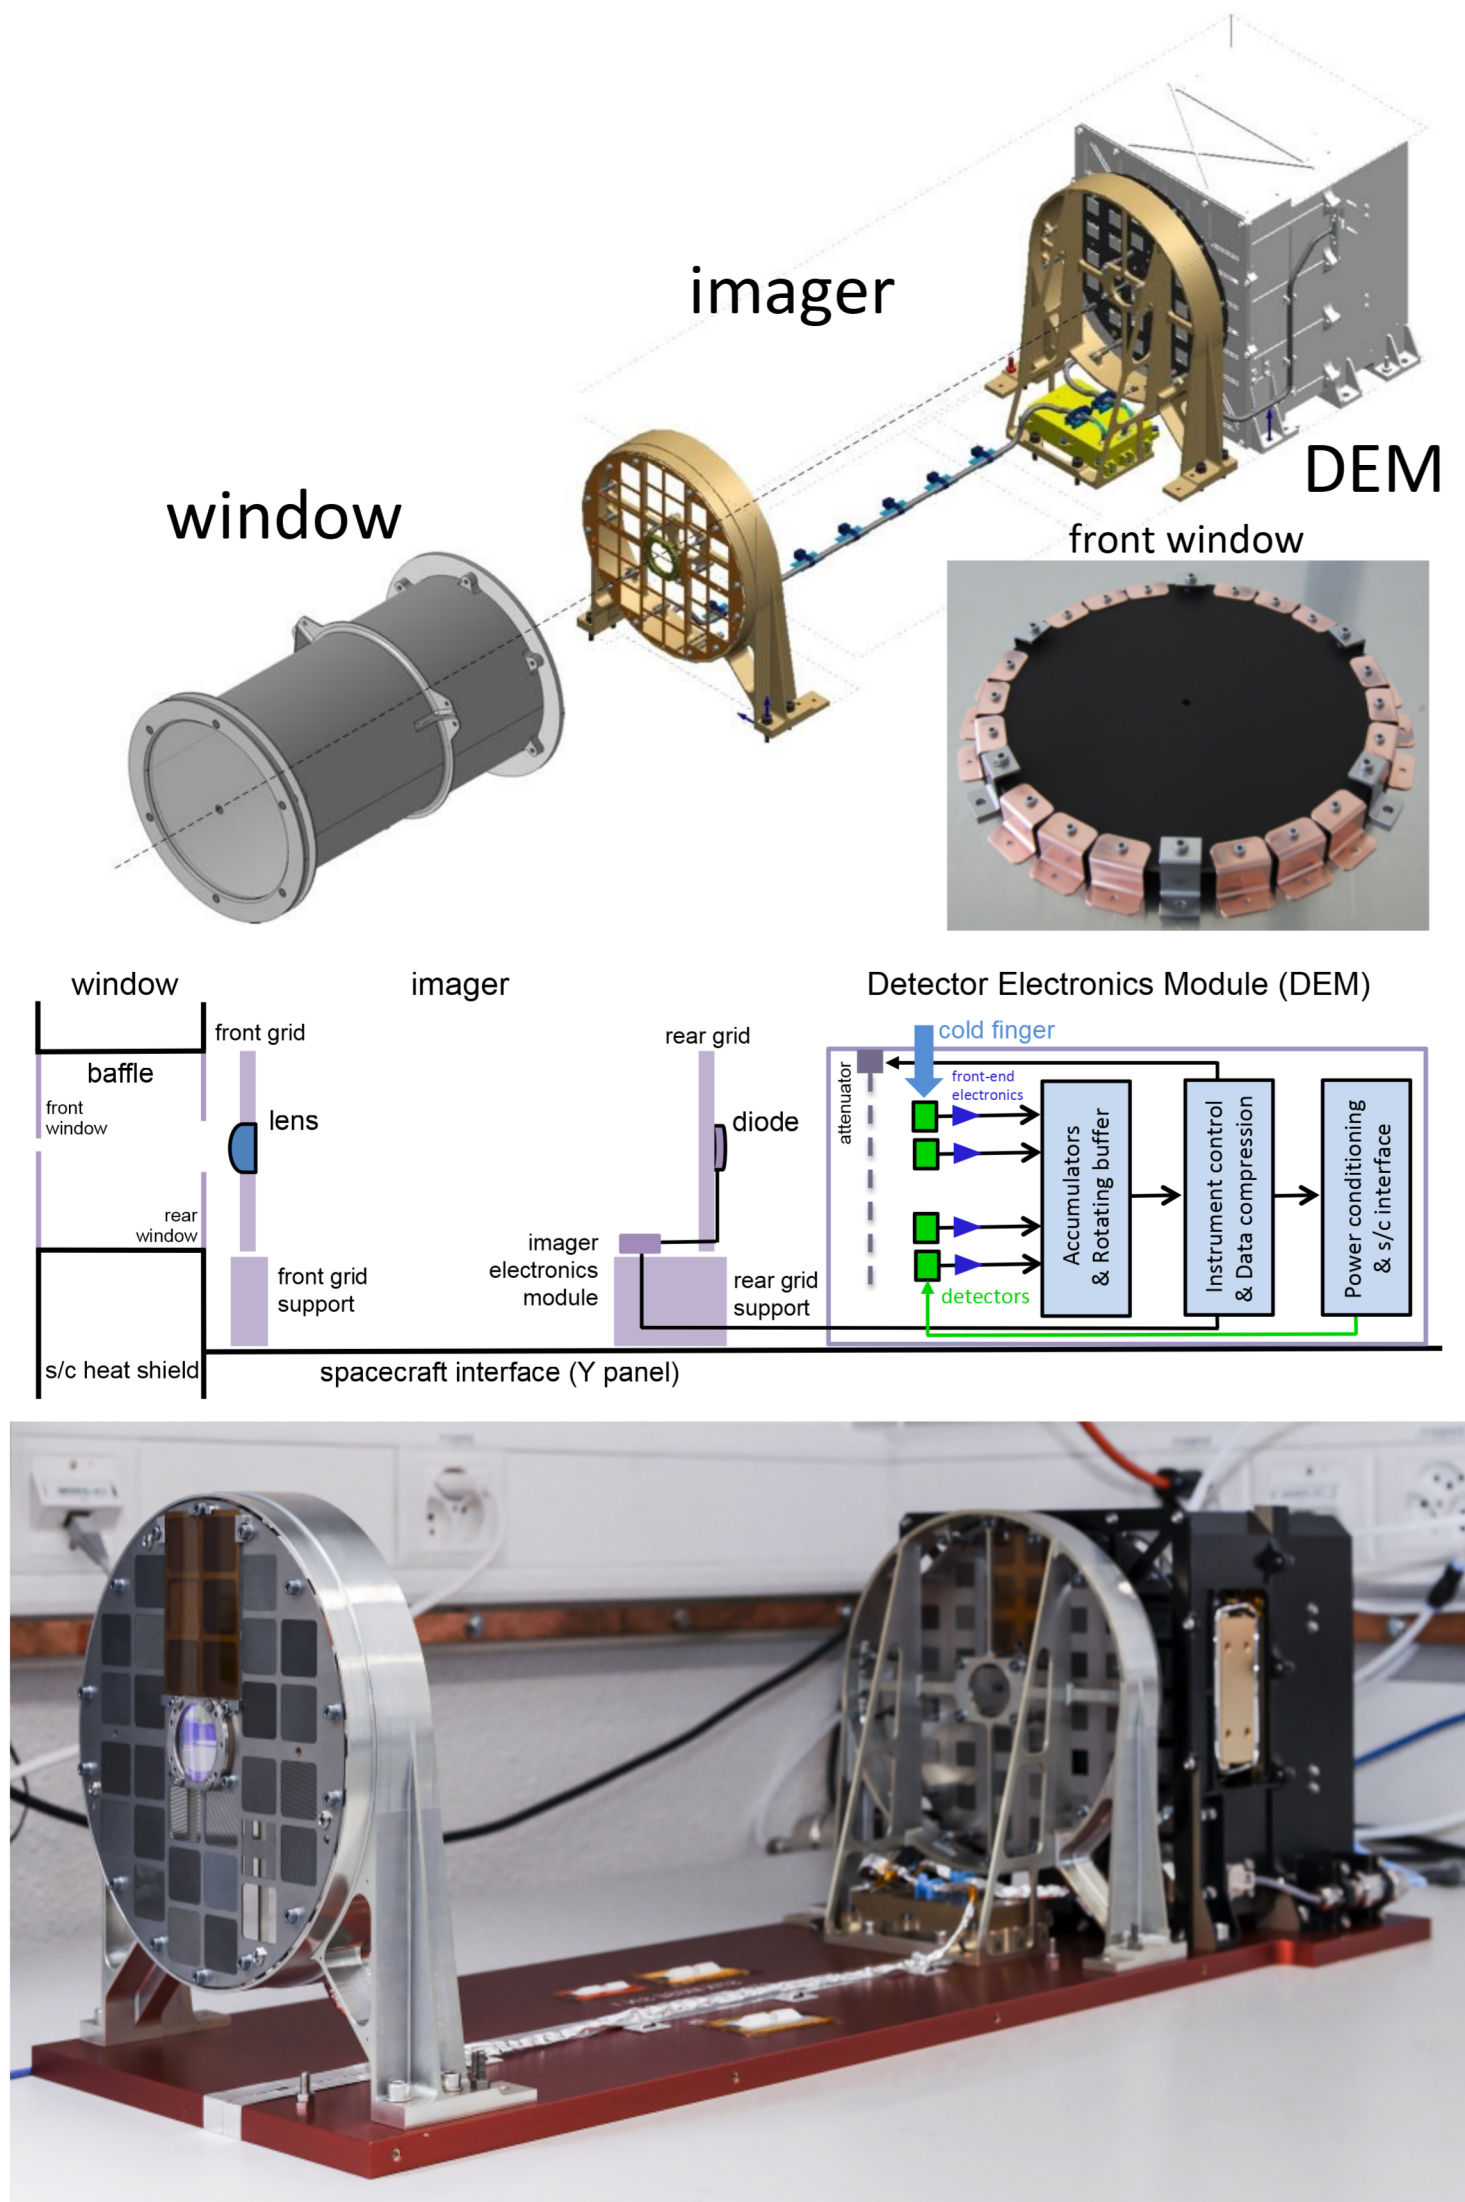 imager
DEM
window
front window
window
imager
Detector Electronics Module (DEM)
front grid
rear grid
cold finger
baffle
front
window
lens
diode
attenuator
front-end
electronics
Accumulators
& Rotating buffer
Instrument control
& Data compression
Power conditioning
& s/c interface
rear
window
imager
electronics
module
front grid
support
rear grid
support
detectors
s/c heat shield
spacecraft interface (Y panel)